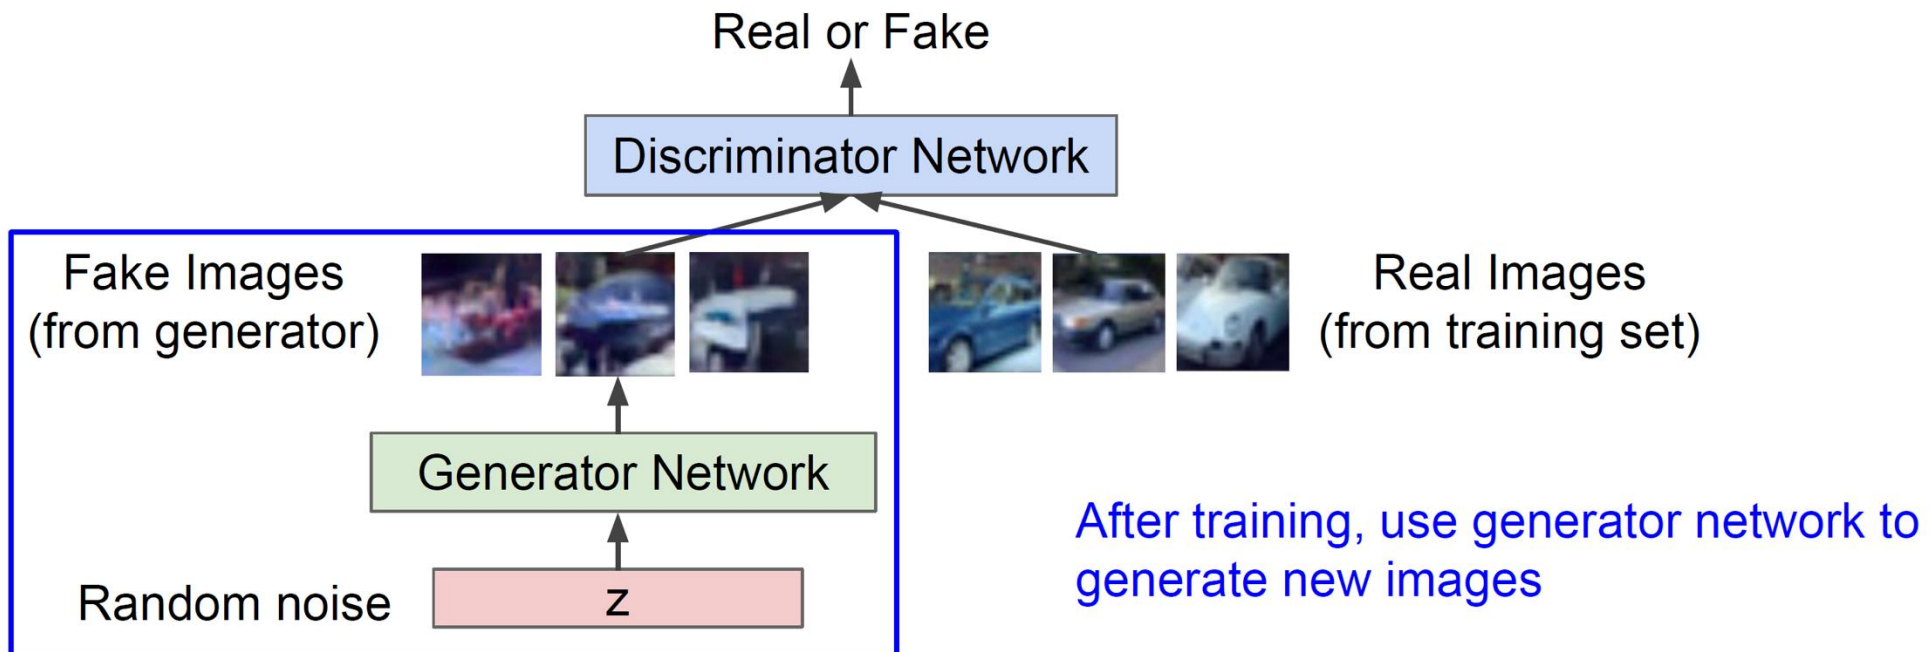 Real or Fake
Discriminator Network
Fake Images
(from generator)
Real Images
(from training set)
Generator Network
After training, use generator network to
generate new images
Random noise
z